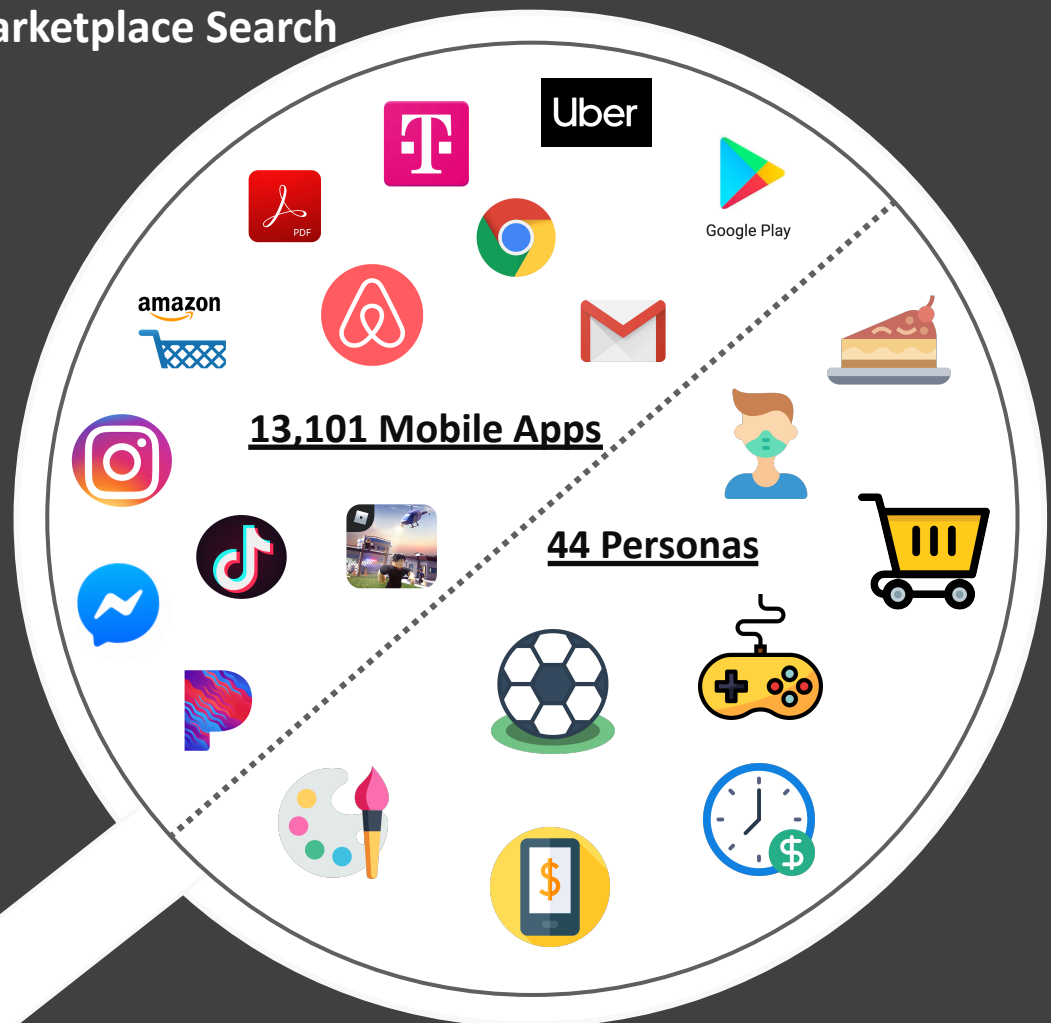 arketplace Search
Uber
T
PDF
Google Play
amazon
13,101 Mobile Apps
44 Personas
$
$